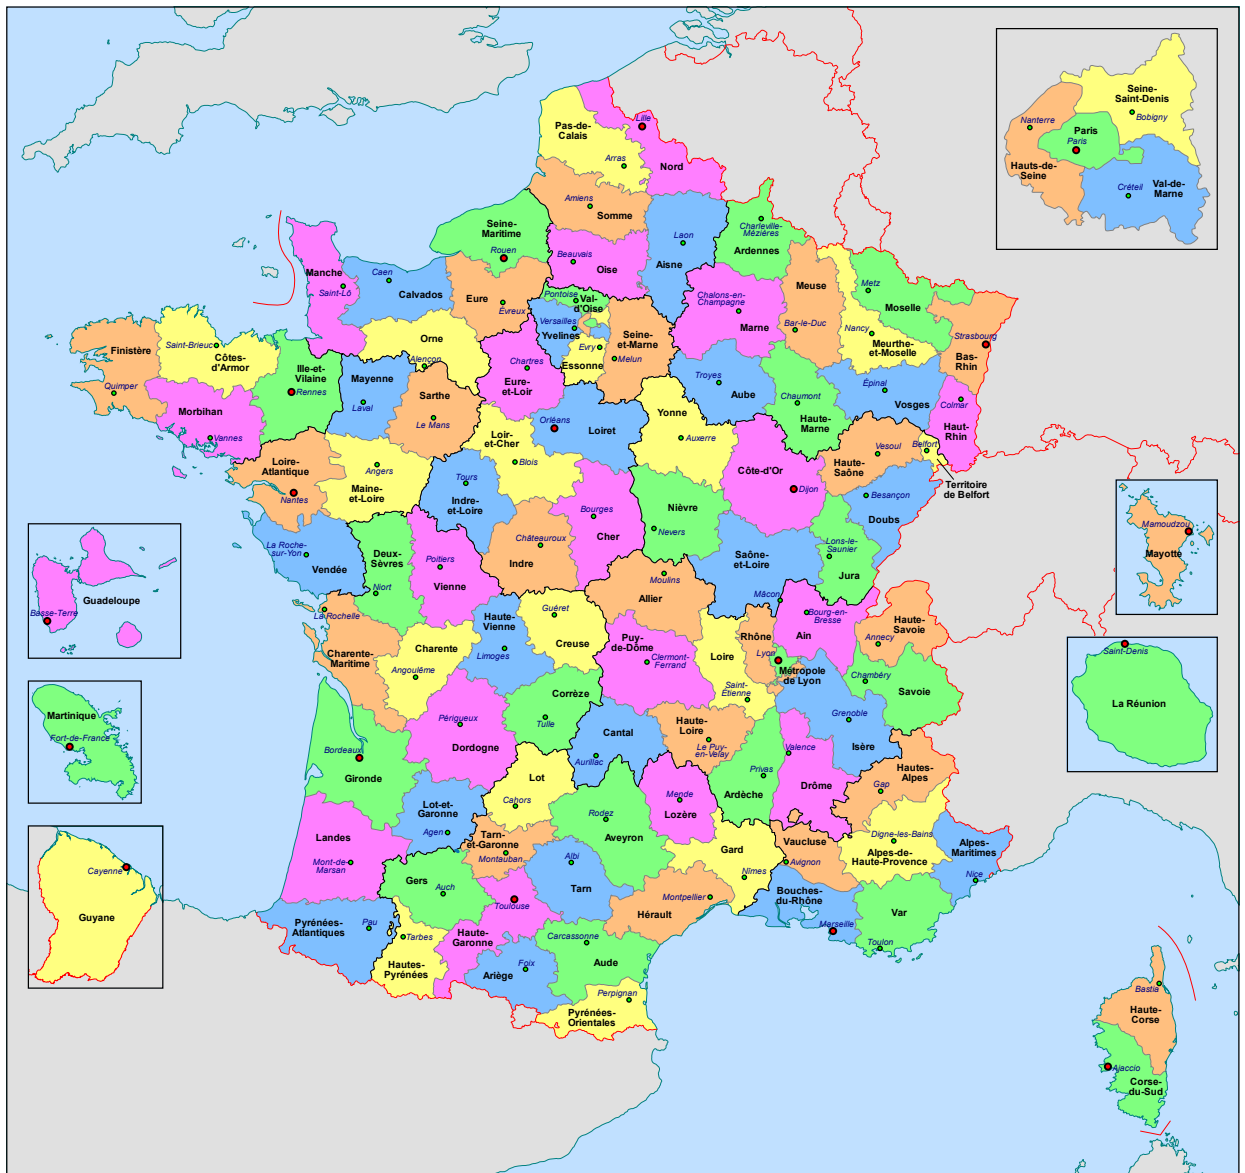 Pas-de-
Calais
Lille
Arras
Nord
Amiens
Somme
Seine-
Maritime
Rouen
Beauvais
Oise
Laon
Aisne
Charleville-
Mézières
Ardennes
Manche
Saint-Lô
Caen
Calvados
Eure
Évreux
Pontoise
Val-
d'Oise
Versailles
Yvelines
Evry
Essonne
Seine-
et-Marne
Melun
Chalons-en-
Champagne
Marne
Meuse
Bar-le-Duc
Metz
Moselle
Nancy
Meurthe-
et-Moselle
Strasbourg
Bas-
Rhin
Finistère
Quimper
Saint-Brieuc
Côtes-
d'Armor
Ille-et-
Vilaine
Rennes
Morbihan
Vannes
Orne
Alençon
Mayenne
Laval
Sarthe
Le Mans
Chartres
Eure-
et-Loir
Orléans
Loiret
Loir-
et-Cher
Blois
Yonne
Auxerre
Troyes
Aube
Chaumont
Haute-
Marne
Épinal
Vosges
Colmar
Haut-
Rhin
Loire-
Atlantique
Nantes
Angers
Maine-
et-Loire
Tours
Indre-
et-Loire
Bourges
Cher
Nièvre
Nevers
Côte-d'Or
Dijon
Vesoul
Haute-
Saône
Belfort
Territoire
de Belfort
Besançon
Doubs
La Roche-
sur-Yon
Vendée
Deux-
Sèvres
Niort
Poitiers
Vienne
Châteauroux
Indre
Moulins
Allier
Saône-
et-Loire
Mâcon
Lons-le-
Saunier
Jura
La Rochelle
Charente-
Maritime
Charente
Angoulême
Haute-
Vienne
Limoges
Guéret
Creuse
Puy-
de-Dôme
Clermont-
Ferrand
Loire
Saint-
Étienne
Rhône
Lyon
Métropole
de Lyon
Bourg-en-
Bresse
Ain
Haute-
Savoie
Annecy
Chambéry
Savoie
Grenoble
Isère
Bordeaux
Gironde
Périgueux
Dordogne
Corrèze
Tulle
Cantal
Aurillac
Haute-
Loire
Le Puy-
en-Velay
Privas
Ardèche
Valence
Drôme
Hautes-
Alpes
Gap
Landes
Mont-de-
Marsan
Lot-et-
Garonne
Agen
Lot
Cahors
Tarn-
et-Garonne
Montauban
Rodez
Aveyron
Mende
Lozère
Gard
Nîmes
Vaucluse
Avignon
Digne-les-Bains
Alpes-de-
Haute-Provence
Alpes-
Maritimes
Nice
Pyrénées-
Atlantiques
Pau
Gers
Auch
Tarbes
Hautes-
Pyrénées
Toulouse
Haute-
Garonne
Albi
Tarn
Montpellier
Hérault
Bouches-
du-Rhône
Marseille
Var
Toulon
Foix
Ariège
Carcassonne
Aude
Perpignan
Pyrénées-
Orientales
Bastia
Haute-
Corse
Ajaccio
Corse-
du-Sud
Seine-
Saint-Denis
Bobigny
Nanterre
Paris
Paris
Hauts-de-
Seine
Créteil
Val-de-
Marne
Mamoudzou
Mayotte
Saint-Denis
La Réunion
Guadeloupe
Basse-Terre
Martinique
Fort-de-France
Cayenne
Guyane